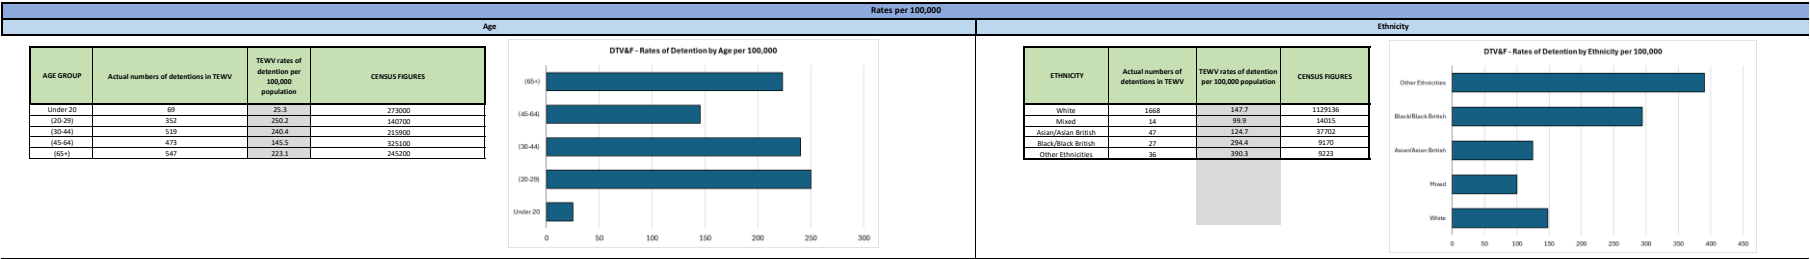 Rates per 100,000
Age
AGE GROUP	Actual numbers of detentions in TEWV	TEWV rates of detention per 100,000 population	CENSUS FIGURES
Under 20	69	25.3	273000
(20-29)	352	250.2	140700
(30-44)	519	240.4	215900
(45-64)	473	145.5	325100
(65+)	547	223.1	245200
DTV&F - Rates of Detention by Age per 100,000
(65+)
(45-64)
(30-44)
(20-29)
Under 20
0 50 100 150 200 250 300
Ethnicity
ETHNICITY	Actual numbers of detentions in TEWV	TEWV rates of detention per 100,000 population	CENSUS FIGURES
White	1668	147.7	1129136
Mixed	14	99.9	14015
Asian/Asian British	47	124.7	37702
Black/Black British	27	294.4	9170
Other Ethnicities	36	390.3	9223
DTV&F - Rates of Detention by Ethnicity per 100,000
Other Ethnicities
Black/Black British
Asian/Asian British
Mixed
White
0 50 100 150 200 250 300 350 400 450